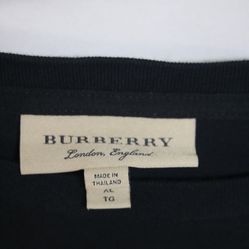 BURBERRY
London, England
MADE IN
THAILAND
XL
TG